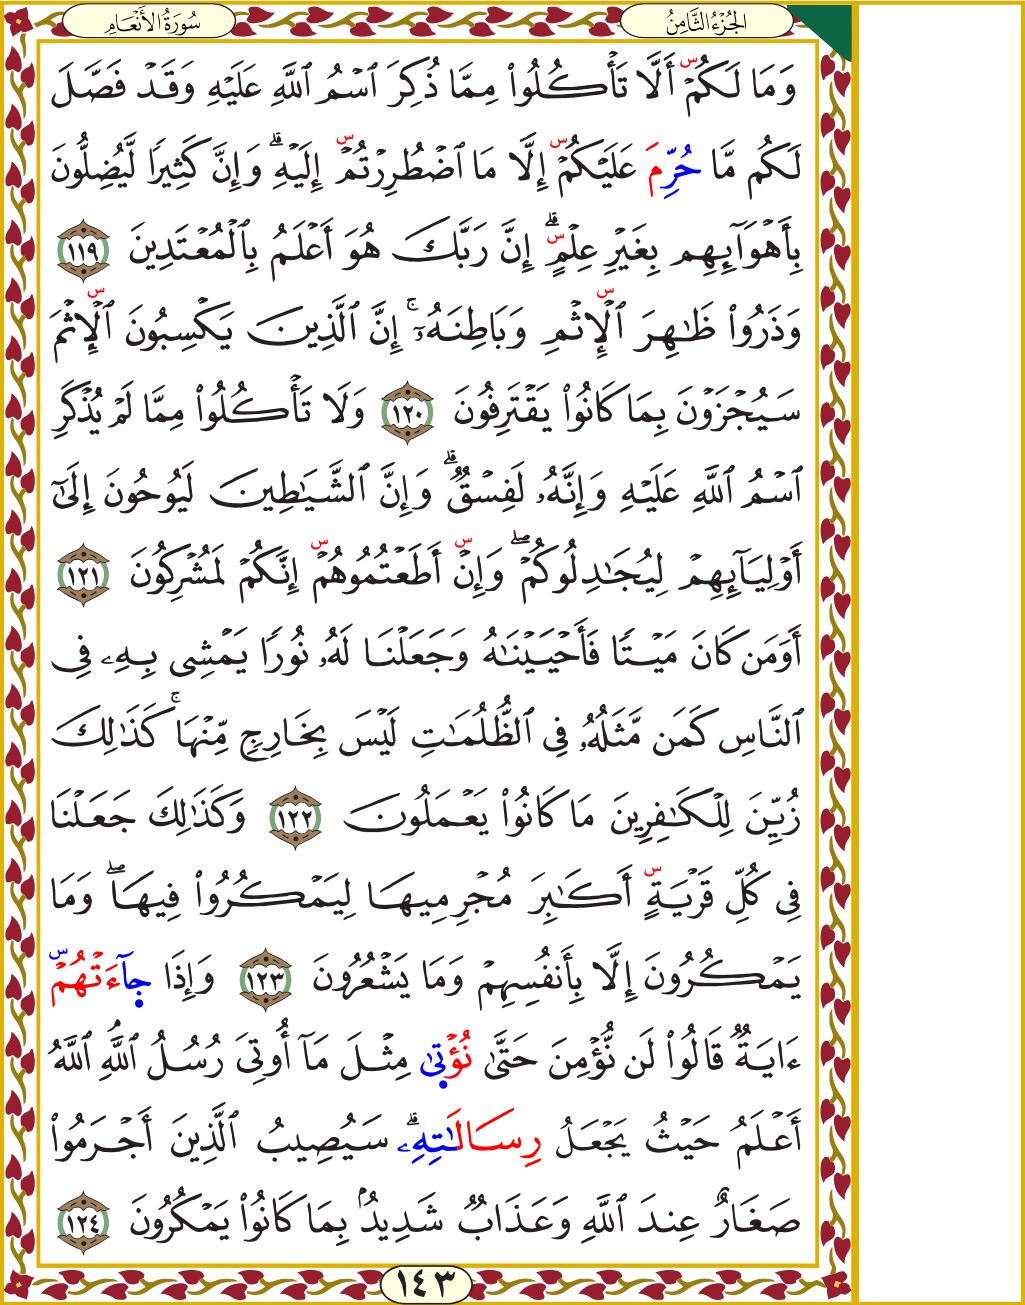 الجُزْءُ الثَّامِنُ
سُورَةُ الأَنْعَامِ
وَمَا لَكُمْۜ أَلَّا تَأْكُلُوا۟ مِمَّا ذُكِرَ ٱسْمُ ٱللَّهِ عَلَيْهِ وَقَدْ فَصَّلَ
لَكُم مَّا حُرِّمَ عَلَيْكُمْۜ إِلَّا مَا ٱضْطُرِرْتُمْۜ إِلَيْهِۗ وَإِنَّ كَثِيرًا لَّيُضِلُّونَ
بِأَهْوَآئِهِم بِغَيْرِ عِلْمٍۗۜ إِنَّ رَبَّكَ هُوَ أَعْلَمُ بِٱلْمُعْتَدِينَ ١١٩
وَذَرُوا۟ ظَـٰهِرَ ٱلْۜإِثْمِ وَبَاطِنَهُۥٓۚ إِنَّ ٱلَّذِينَ يَكْسِبُونَ ٱلْۜإِثْمَ
سَيُجْزَوْنَ بِمَا كَانُوا۟ يَقْتَرِفُونَ ١٢٠ وَلَا تَأْكُلُوا۟ مِمَّا لَمْ يُذْكَرِ
ٱسْمُ ٱللَّهِ عَلَيْهِ وَإِنَّهُۥ لَفِسْقٌۗ وَإِنَّ ٱلشَّيَـٰطِينَ لَيُوحُونَ إِلَىٰٓ
أَوْلِيَآئِهِمْ لِيُجَـٰدِلُوكُمْۖ وَإِنْۜ أَطَعْتُمُوهُمْۜ إِنَّكُمْ لَمُشْرِكُونَ ١٢١
أَوَمَن كَانَ مَيْتًا فَأَحْيَيْنَـٰهُ وَجَعَلْنَا لَهُۥ نُورًا يَمْشِى بِهِۦ فِى
ٱلنَّاسِ كَمَن مَّثَلُهُۥ فِى ٱلظُّلُمَـٰتِ لَيْسَ بِخَارِجٍ مِّنْهَاۚ كَذَٰلِكَ
زُيِّنَ لِلْكَـٰفِرِينَ مَا كَانُوا۟ يَعْمَلُونَ ١٢٢ وَكَذَٰلِكَ جَعَلْنَا
فِى كُلِّ قَرْيَةٍۜ أَكَـٰبِرَ مُجْرِمِيهَا لِيَمْكُرُوا۟ فِيهَاۖ وَمَا
يَمْكُرُونَ إِلَّا بِأَنفُسِهِمْ وَمَا يَشْعُرُونَ ١٢٣ وَإِذَا جَآءَتْهُمْۜ
ءَايَةٌ قَالُوا۟ لَن نُّؤْمِنَ حَتَّىٰ نُؤْتَىٰ مِثْلَ مَآ أُوتِىَ رُسُلُ ٱللَّهِۘ ٱللَّهُ
أَعْلَمُ حَيْثُ يَجْعَلُ رِسَالَـٰتِهِۦۗ سَيُصِيبُ ٱلَّذِينَ أَجْرَمُوا۟
صَغَارٌ عِندَ ٱللَّهِ وَعَذَابٌ شَدِيدٌۢ بِمَا كَانُوا۟ يَمْكُرُونَ ١٢٤
١٤٣